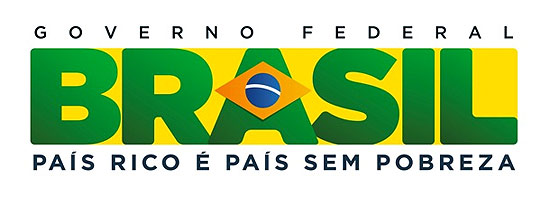 GOVERNO FEDERAL
BRASIL
PAÍS RICO É PAÍS SEM POBREZA